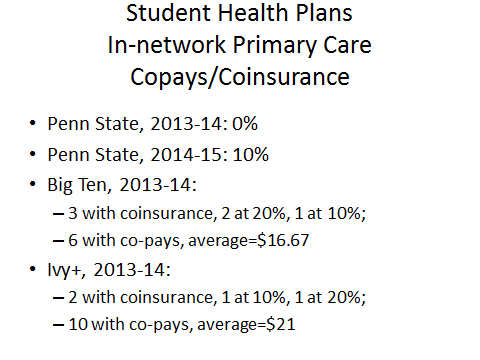 Student Health Plans
In-network Primary Care
Copays/Coinsurance
• Penn State, 2013-14: 0%
• Penn State, 2014-15: 10%
• Big Ten, 2013-14:
– 3 with coinsurance, 2 at 20%, 1 at 10%;
– 6 with co-pays, average=$16.67
• Ivy+, 2013-14:
– 2 with coinsurance, 1 at 10%, 1 at 20%;
– 10 with co-pays, average=$21